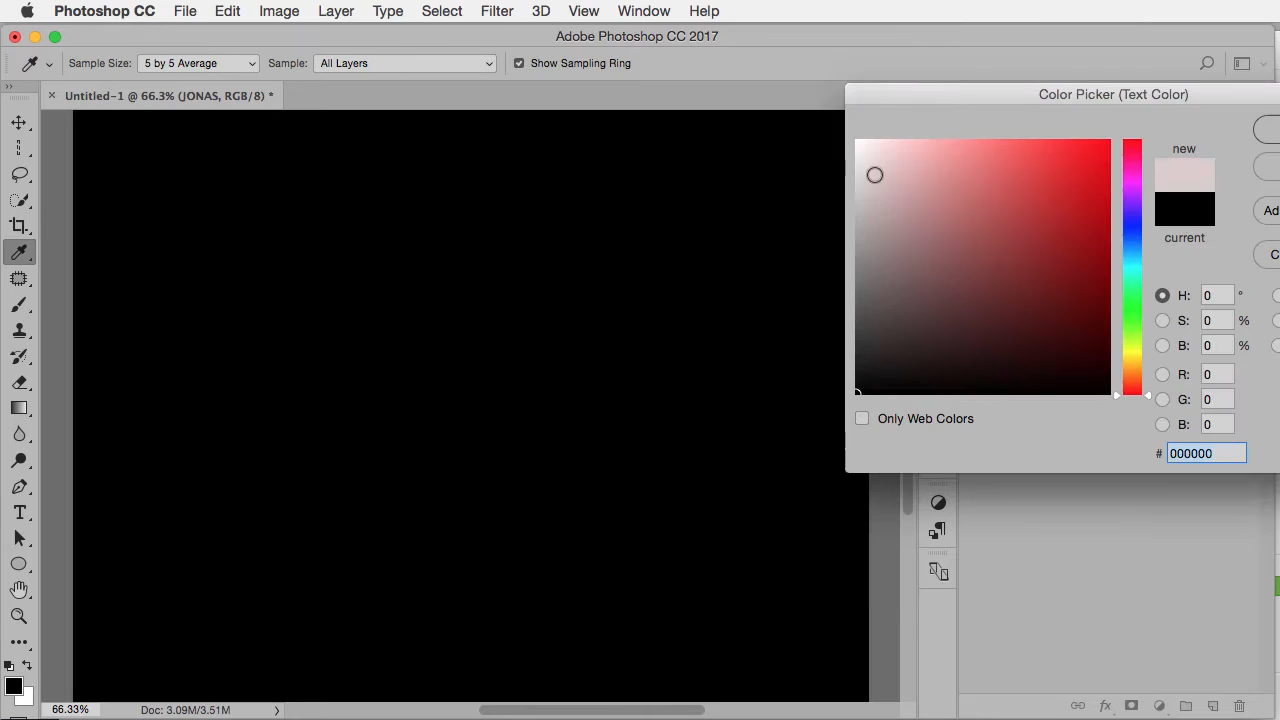 Photoshop CC File Edit Image Layer Type Select Filter 3D View Window Help
Adobe Photoshop CC 2017
Sample Size: 5 by 5 Average Sample: All Layers Show Sampling Ring
Untitled-1 @ 66.3% (JONAS, RGB/8) *
Color Picker (Text Color)
new
current
Ad
C
H: 0 °
S: 0 %
B: 0 %
R: 0
G: 0
B: 0
Only Web Colors
# 000000
66.33% Doc: 3.09M/3.51M
fx